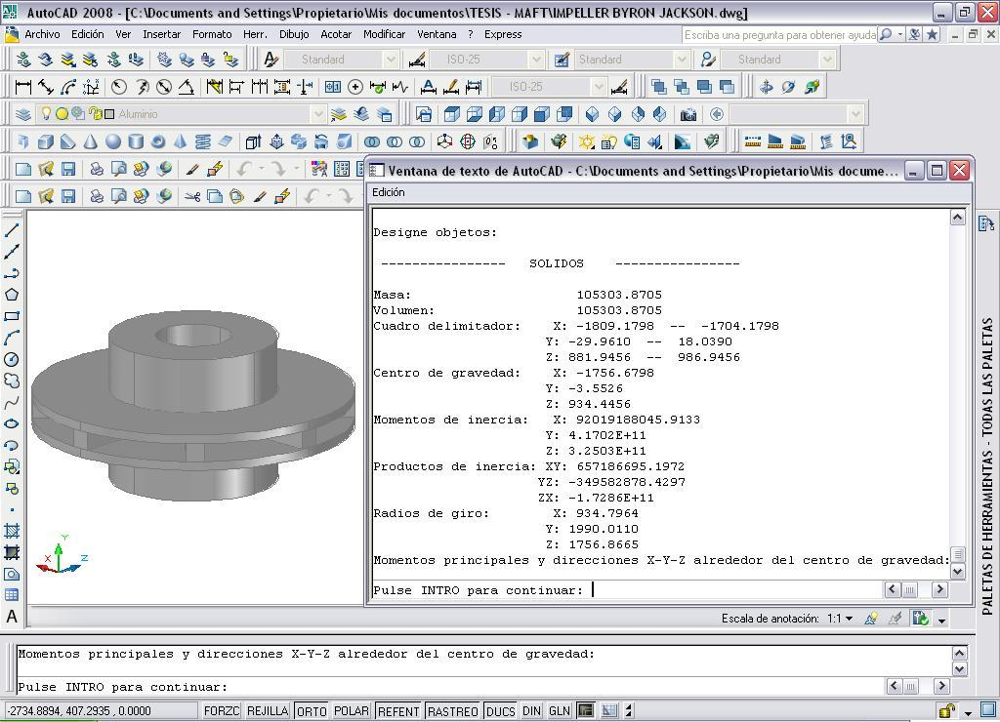 AutoCAD 2008 - [C:\Documents and Settings\Propietario\Mis documentos\TESIS - MAFT\IMPELLER BYRON JACKSON.dwg]
Archivo Edición Ver Insertar Formato Herr. Dibujo Acotar Modificar Ventana ? Express
Escriba una pregunta para obtener ayuda
Standard ISO-25 Standard Standard
ISO-25
Aluminio
Ventana de texto de AutoCAD - C:\Documents and Settings\Propietario\Mis docume...
Edición
Designe objetos:
---------------- SOLIDOS ----------------
Masa: 105303.8705
Volumen: 105303.8705
Cuadro delimitador: X: -1809.1798 -- -1704.1798
Y: -29.9610 -- 18.0390
Z: 881.9456 -- 986.9456
Centro de gravedad: X: -1756.6798
Y: -3.5526
Z: 934.4456
Momentos de inercia: X: 92019188045.9133
Y: 4.1702E+11
Z: 3.2503E+11
Productos de inercia: XY: 657186695.1972
YZ: -349582878.4297
ZX: -1.7286E+11
Radios de giro: X: 934.7964
Y: 1990.0110
Z: 1756.8665
Momentos principales y direcciones X-Y-Z alrededor del centro de gravedad:
Pulse INTRO para continuar:
X Y Z
A
PALETAS DE HERRAMIENTAS - TODAS LAS PALETAS
Escala de anotación: 1:1
Momentos principales y direcciones X-Y-Z alrededor del centro de gravedad:
Pulse INTRO para continuar:
-2734.8894, 407.2935 , 0.0000 FORZC REJILLA ORTO POLAR REFENT RASTREO DUCS DIN GLN